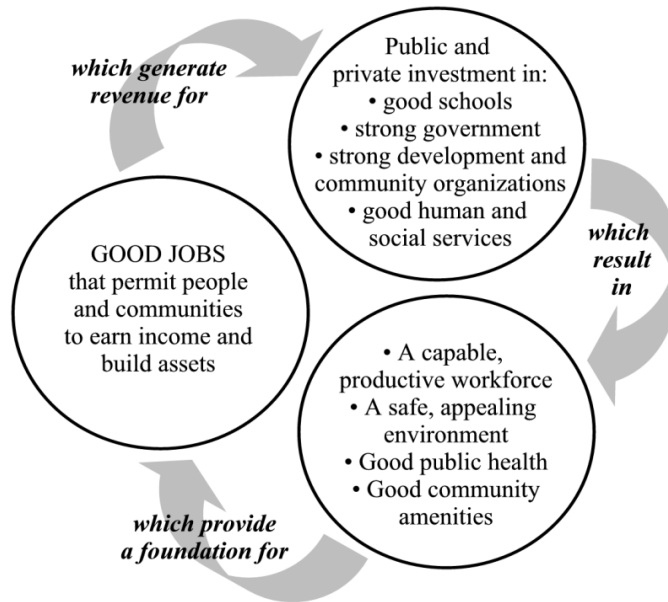 which generate
revenue for
Public and
private investment in:
• good schools
• strong government
• strong development and
community organizations
• good human and
social services
which
result
in
• A capable,
productive workforce
• A safe, appealing
environment
• Good public health
• Good community
amenities
which provide
a foundation for
GOOD JOBS
that permit people
and communities
to earn income and
build assets